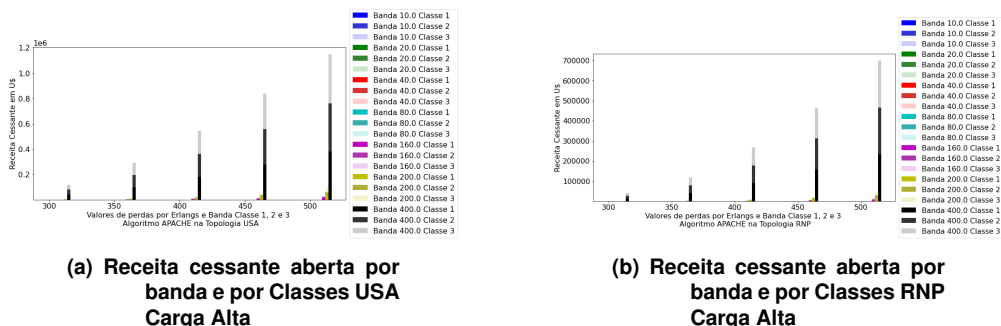 1e6
1.2
1.0
0.8
0.6
0.4
0.2
Receita Cessante em U$
300 350 400 450 500
Valores de perdas por Erlangs e Banda Classe 1, 2 e 3
Algoritmo APACHE na Topologia USA
Banda 10.0 Classe 1
Banda 10.0 Classe 2
Banda 10.0 Classe 3
Banda 20.0 Classe 1
Banda 20.0 Classe 2
Banda 20.0 Classe 3
Banda 40.0 Classe 1
Banda 40.0 Classe 2
Banda 40.0 Classe 3
Banda 80.0 Classe 1
Banda 80.0 Classe 2
Banda 80.0 Classe 3
Banda 160.0 Classe 1
Banda 160.0 Classe 2
Banda 160.0 Classe 3
Banda 200.0 Classe 1
Banda 200.0 Classe 2
Banda 200.0 Classe 3
Banda 400.0 Classe 1
Banda 400.0 Classe 2
Banda 400.0 Classe 3
(a) Receita cessante aberta por
banda e por Classes USA
Carga Alta
700000
600000
500000
400000
300000
200000
100000
Receita Cessante em U$
300 350 400 450 500
Valores de perdas por Erlangs e Banda Classe 1, 2 e 3
Algoritmo APACHE na Topologia RNP
Banda 10.0 Classe 1
Banda 10.0 Classe 2
Banda 10.0 Classe 3
Banda 20.0 Classe 1
Banda 20.0 Classe 2
Banda 20.0 Classe 3
Banda 40.0 Classe 1
Banda 40.0 Classe 2
Banda 40.0 Classe 3
Banda 80.0 Classe 1
Banda 80.0 Classe 2
Banda 80.0 Classe 3
Banda 160.0 Classe 1
Banda 160.0 Classe 2
Banda 160.0 Classe 3
Banda 200.0 Classe 1
Banda 200.0 Classe 2
Banda 200.0 Classe 3
Banda 400.0 Classe 1
Banda 400.0 Classe 2
Banda 400.0 Classe 3
(b) Receita cessante aberta por
banda e por Classes RNP
Carga Alta